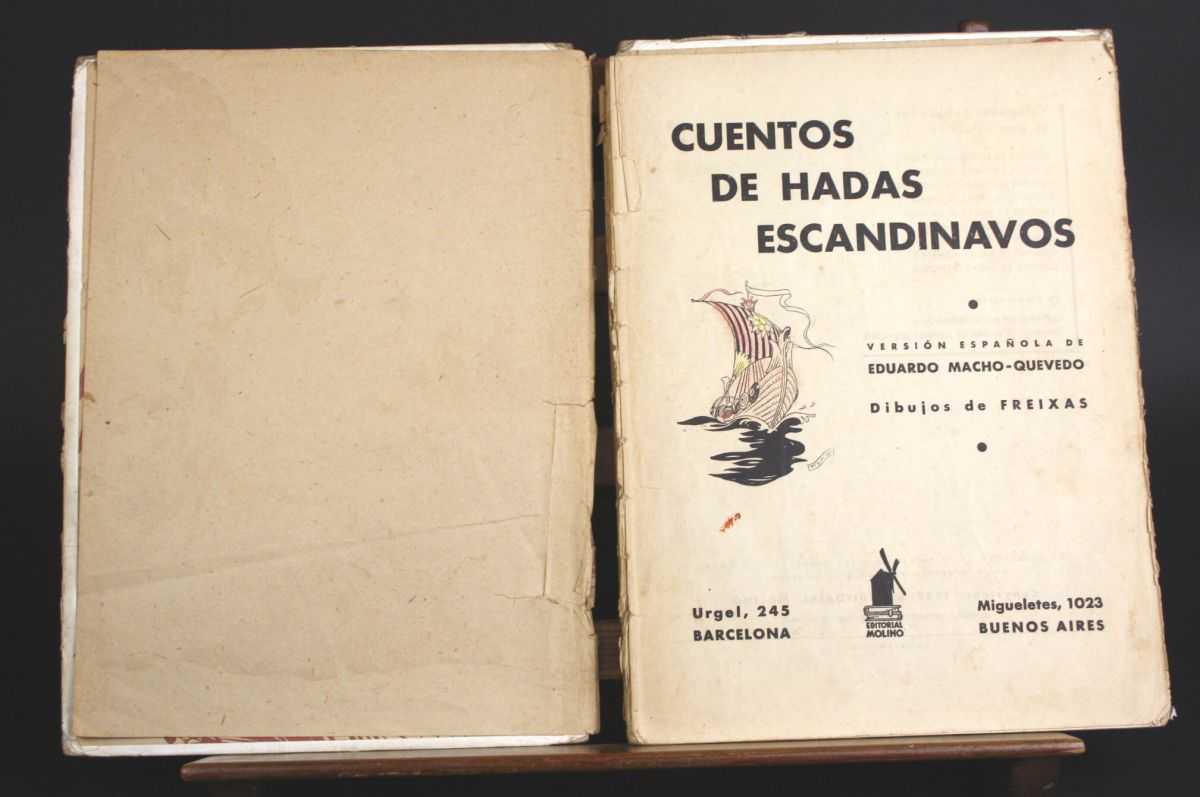 CUENTOS
DE HADAS
ESCANDINAVOS
VERSIÓN ESPAÑOLA DE
EDUARDO MACHO-QUEVEDO
Dibujos de FREIXAS
Urgel, 245
BARCELONA
EDITORIAL
MOLINO
Migueletes, 1023
BUENOS AIRES